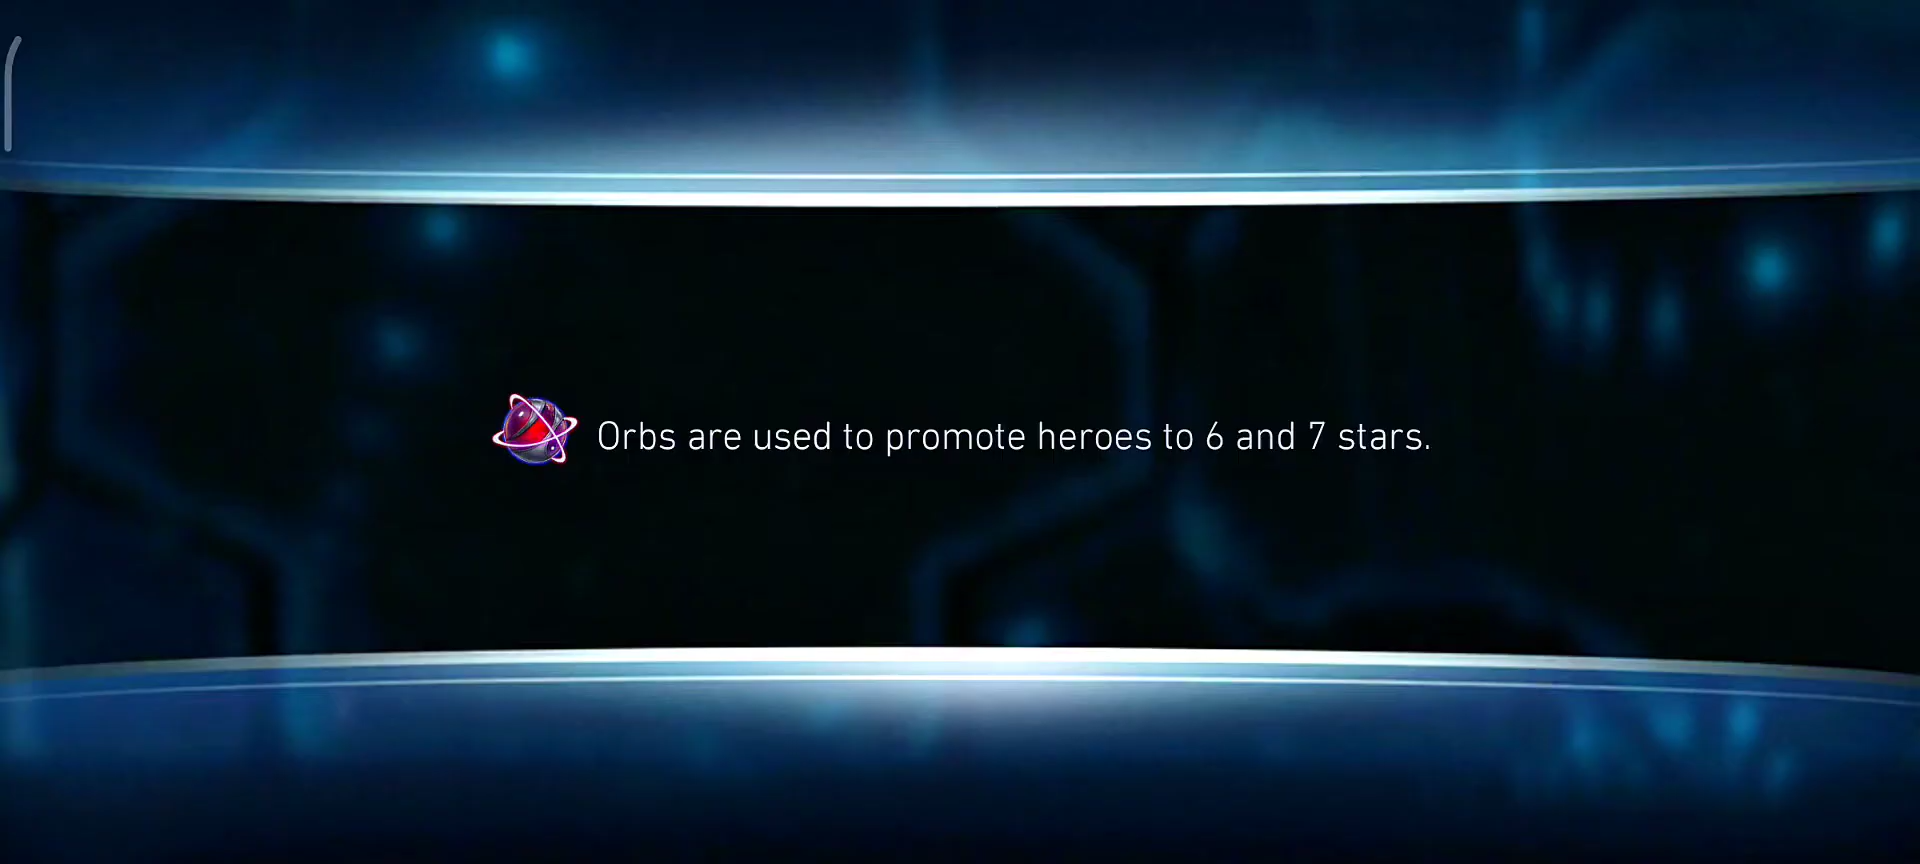 Orbs are used to promote heroes to 6 and 7 stars.